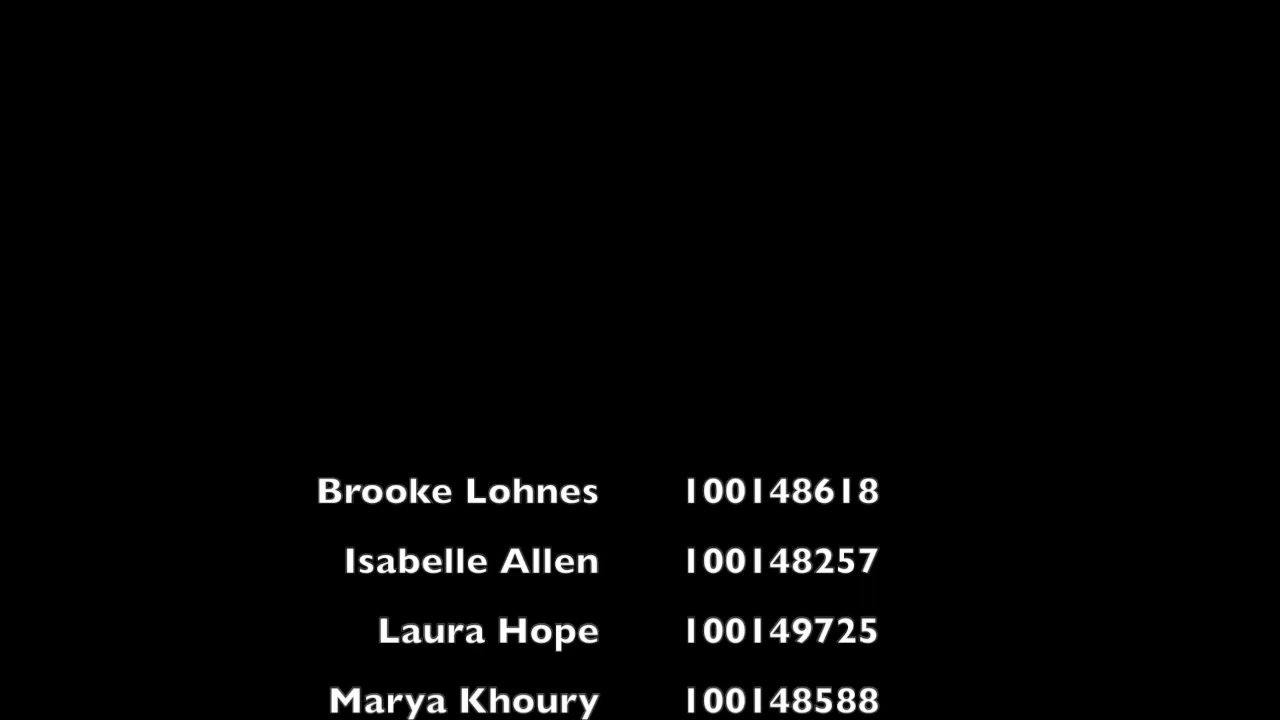 Brooke Lohnes 100148618
Isabelle Allen 100148257
Laura Hope 100149725
Marya Khoury 100148588